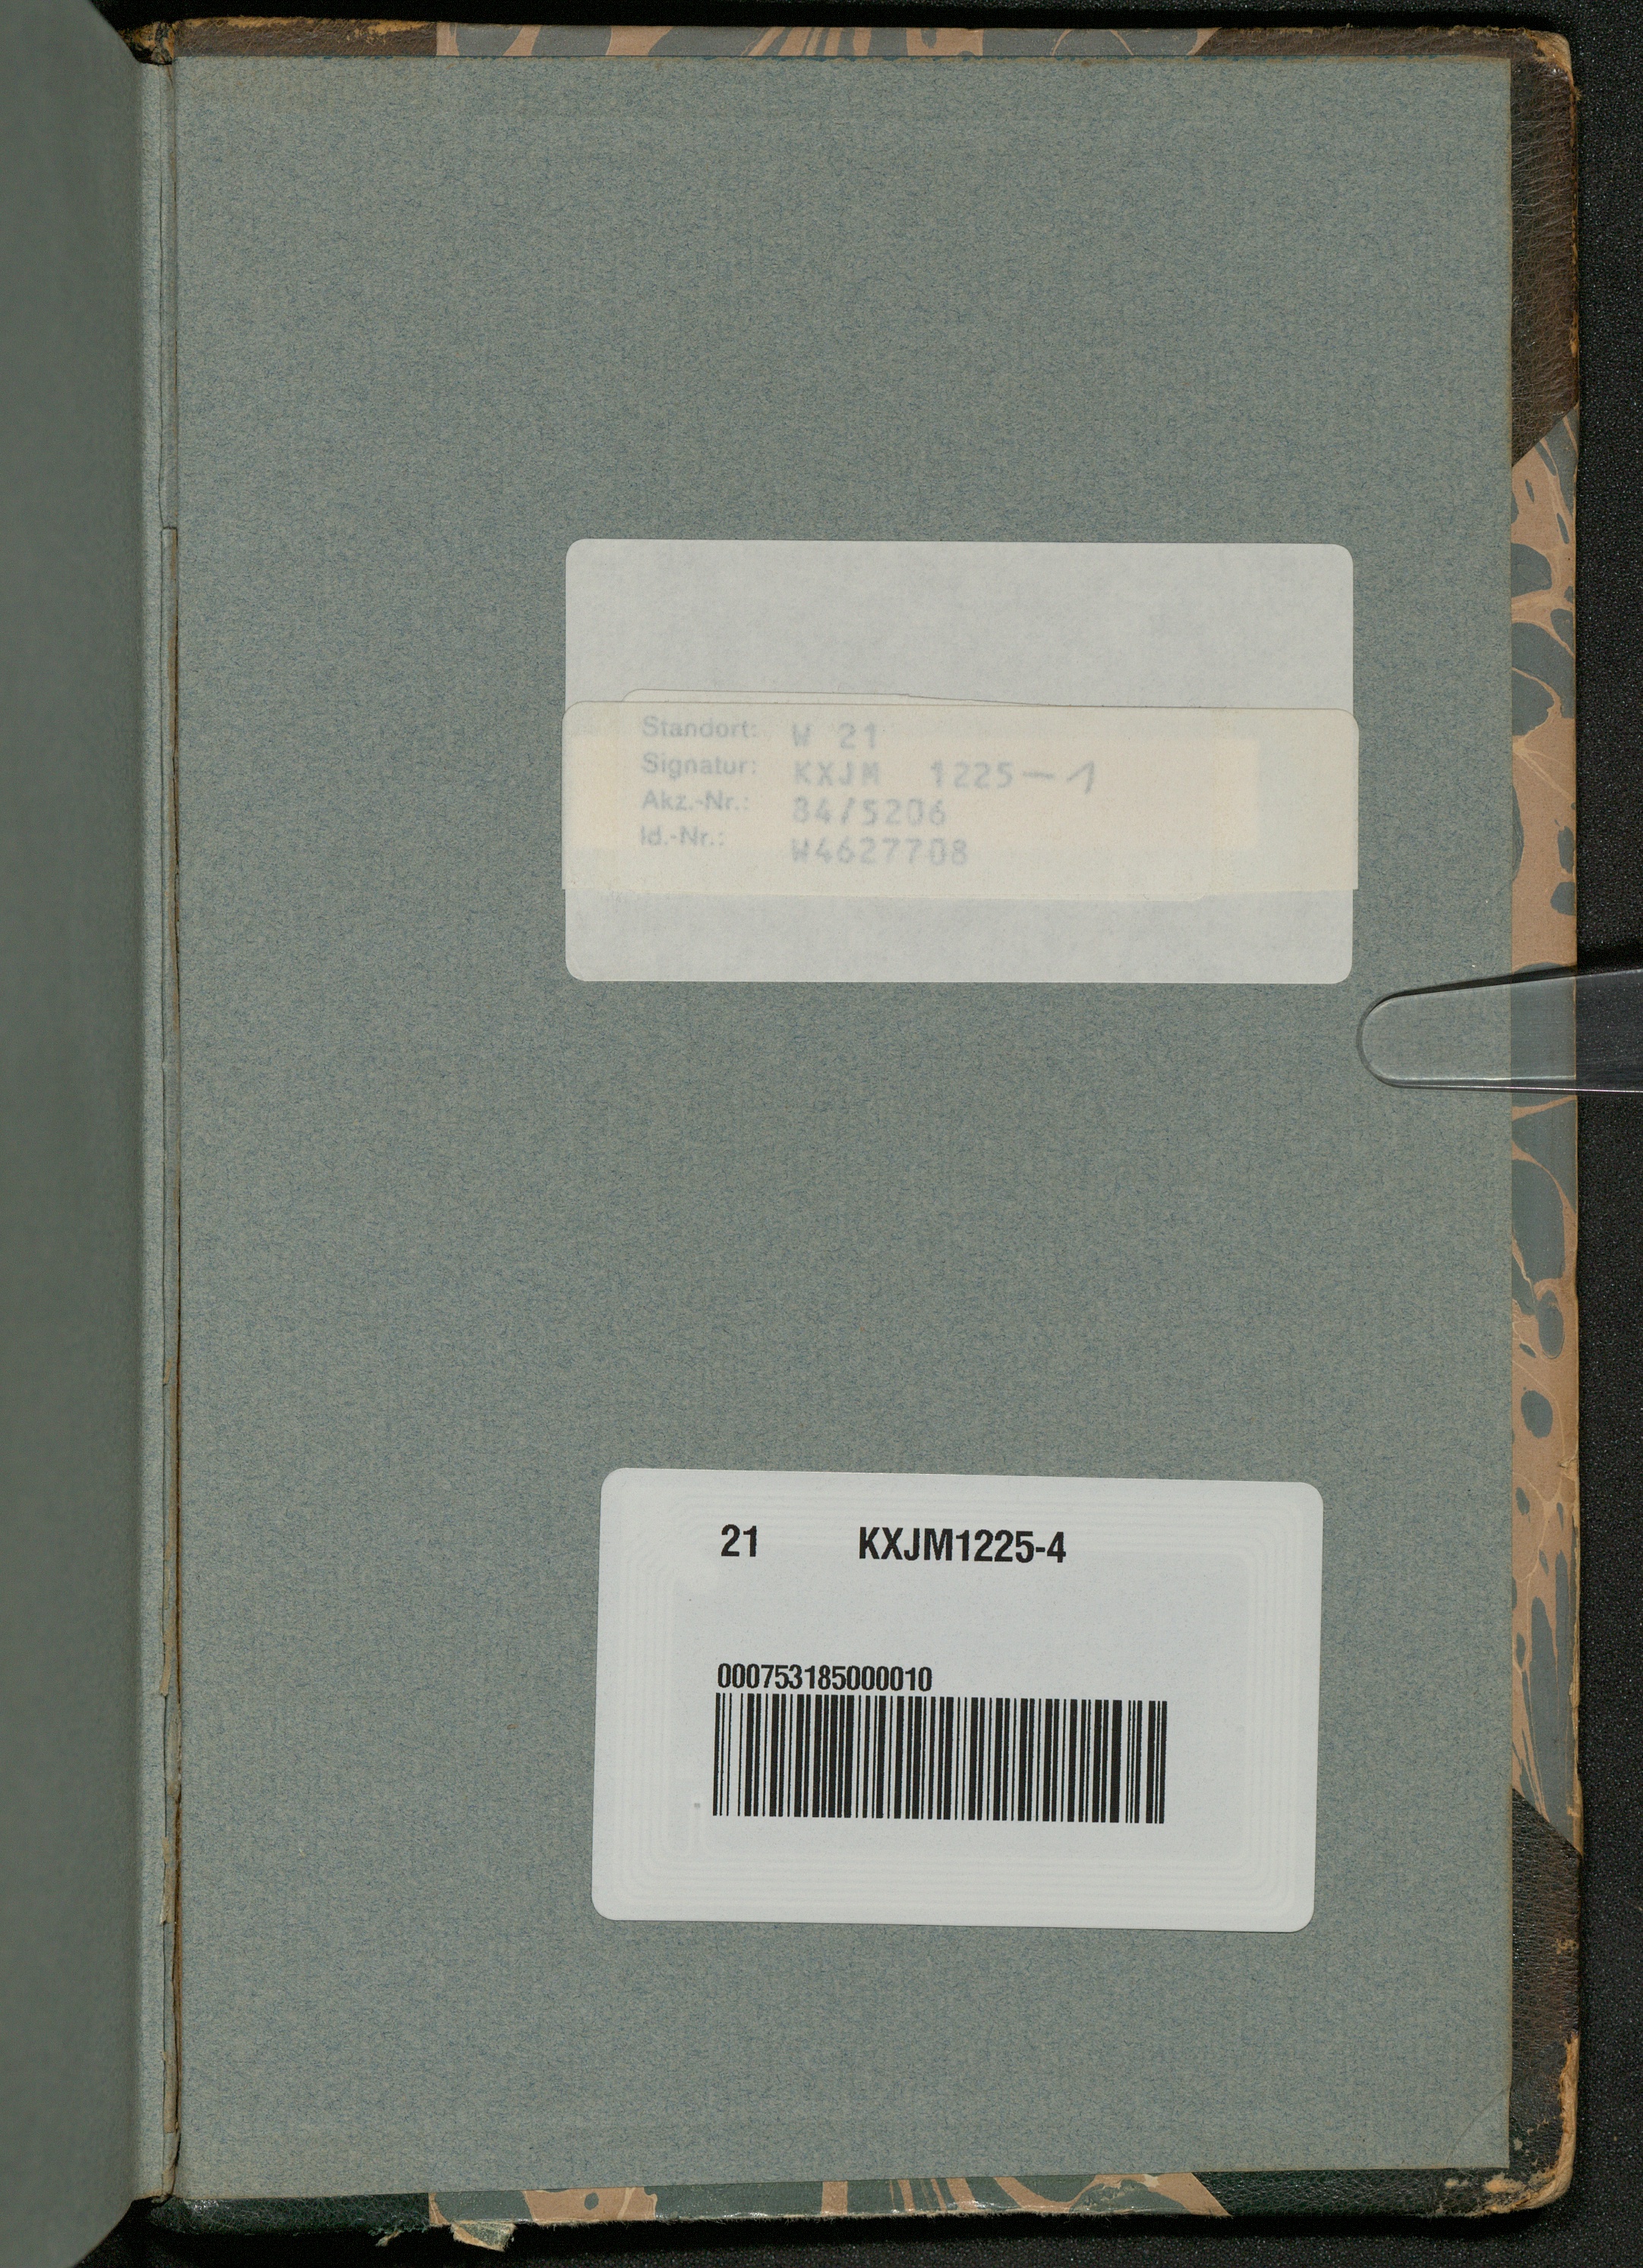 Standort: W 21
Signatur: KXJM 1225-1
Akz.-Nr.: 84/5206
Id.-Nr.: W4627708
21 KXJM1225-4
000753185000010